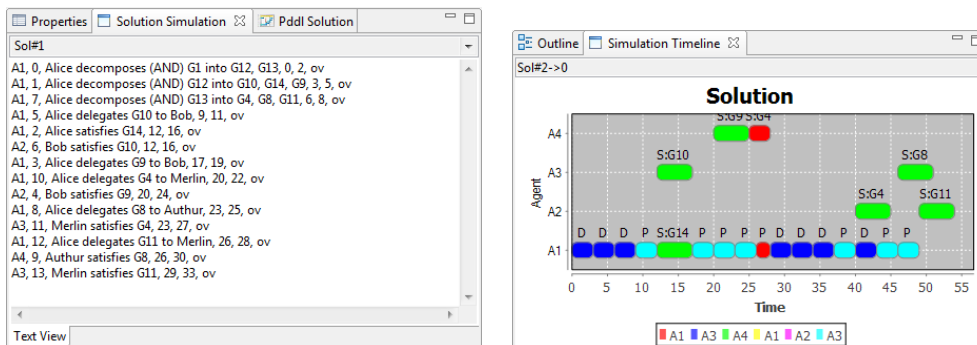 Properties Solution Simulation Pddl Solution
Sol#1
A1, 0, Alice decomposes (AND) G1 into G12, G13, 0, 2, ov
A1, 1, Alice decomposes (AND) G12 into G10, G14, G9, 3, 5, ov
A1, 7, Alice decomposes (AND) G13 into G4, G8, G11, 6, 8, ov
A1, 5, Alice delegates G10 to Bob, 9, 11, ov
A1, 2, Alice satisfies G14, 12, 16, ov
A2, 6, Bob satisfies G10, 12, 16, ov
A1, 3, Alice delegates G9 to Bob, 17, 19, ov
A1, 10, Alice delegates G4 to Merlin, 20, 22, ov
A2, 4, Bob satisfies G9, 20, 24, ov
A1, 8, Alice delegates G8 to Authur, 23, 25, ov
A3, 11, Merlin satisfies G4, 23, 27, ov
A1, 12, Alice delegates G11 to Merlin, 26, 28, ov
A4, 9, Authur satisfies G8, 26, 30, ov
A3, 13, Merlin satisfies G11, 29, 33, ov
Text View
Outline Simulation Timeline
Sol#2->0
Solution
S:G9 S:G4
A4
S:G10 S:G8
A3
S:G4 S:G11
A2
D D D P S:G14 P P P P D D D P D P P
A1
Agent
0 5 10 15 20 25 30 35 40 45 50 55
Time
A1 A3 A4 A1 A2 A3